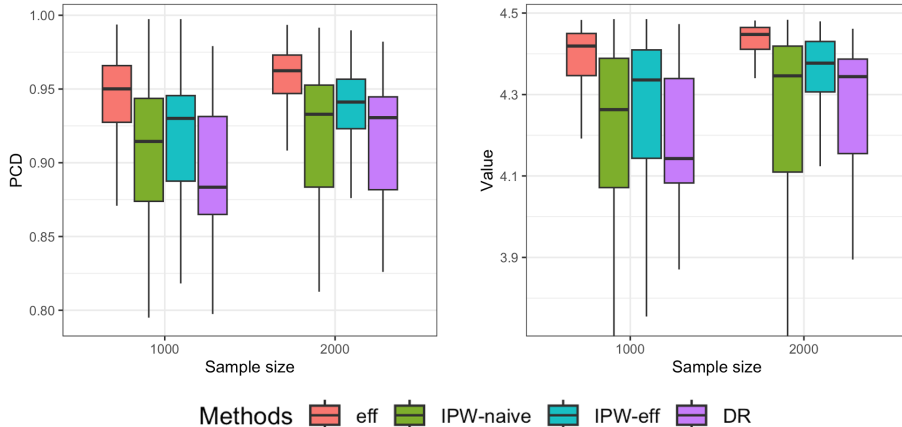 1.00
0.95
0.90
0.85
0.80
PCD
1000
2000
Sample size
4.5
4.3
4.1
3.9
Value
1000
2000
Sample size
Methods eff IPW-naive IPW-eff DR